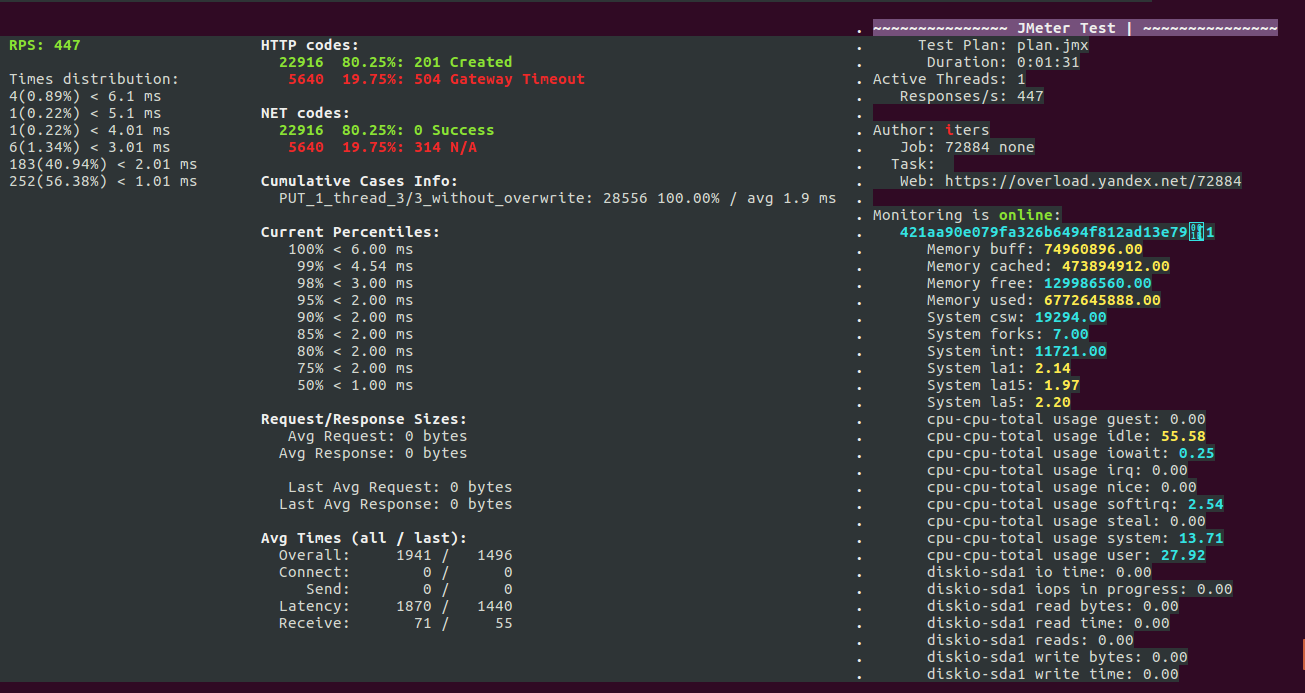 RPS: 447
Times distribution:
4(0.89%) < 6.1 ms
1(0.22%) < 5.1 ms
1(0.22%) < 4.01 ms
6(1.34%) < 3.01 ms
183(40.94%) < 2.01 ms
252(56.38%) < 1.01 ms
HTTP codes:
22916 80.25%: 201 Created
5640 19.75%: 504 Gateway Timeout
NET codes:
22916 80.25%: 0 Success
5640 19.75%: 314 N/A
Cumulative Cases Info:
PUT_1_thread_3/3_without_overwrite: 28556 100.00% / avg 1.9 ms
Current Percentiles:
100% < 6.00 ms
99% < 4.54 ms
98% < 3.00 ms
95% < 2.00 ms
90% < 2.00 ms
85% < 2.00 ms
80% < 2.00 ms
75% < 2.00 ms
50% < 1.00 ms
Request/Response Sizes:
Avg Request: 0 bytes
Avg Response: 0 bytes
Last Avg Request: 0 bytes
Last Avg Response: 0 bytes
Avg Times (all / last):
Overall: 1941 / 1496
Connect: 0 / 0
Send: 0 / 0
Latency: 1870 / 1440
Receive: 71 / 55
~~~~~~~~~~~~~~~ JMeter Test | ~~~~~~~~~~~~~~~
Test Plan: plan.jmx
Duration: 0:01:31
Active Threads: 1
Responses/s: 447
Author: iters
Job: 72884 none
Task:
Web: https://overload.yandex.net/72884
Monitoring is online:
421aa90e079fa326b6494f812ad13e79 1
Memory buff: 74960896.00
Memory cached: 473894912.00
Memory free: 129986560.00
Memory used: 6772645888.00
System csw: 19294.00
System forks: 7.00
System int: 11721.00
System la1: 2.14
System la15: 1.97
System la5: 2.20
cpu-cpu-total usage guest: 0.00
cpu-cpu-total usage idle: 55.58
cpu-cpu-total usage iowait: 0.25
cpu-cpu-total usage irq: 0.00
cpu-cpu-total usage nice: 0.00
cpu-cpu-total usage softirq: 2.54
cpu-cpu-total usage steal: 0.00
cpu-cpu-total usage system: 13.71
cpu-cpu-total usage user: 27.92
diskio-sda1 io time: 0.00
diskio-sda1 iops in progress: 0.00
diskio-sda1 read bytes: 0.00
diskio-sda1 read time: 0.00
diskio-sda1 reads: 0.00
diskio-sda1 write bytes: 0.00
diskio-sda1 write time: 0.00